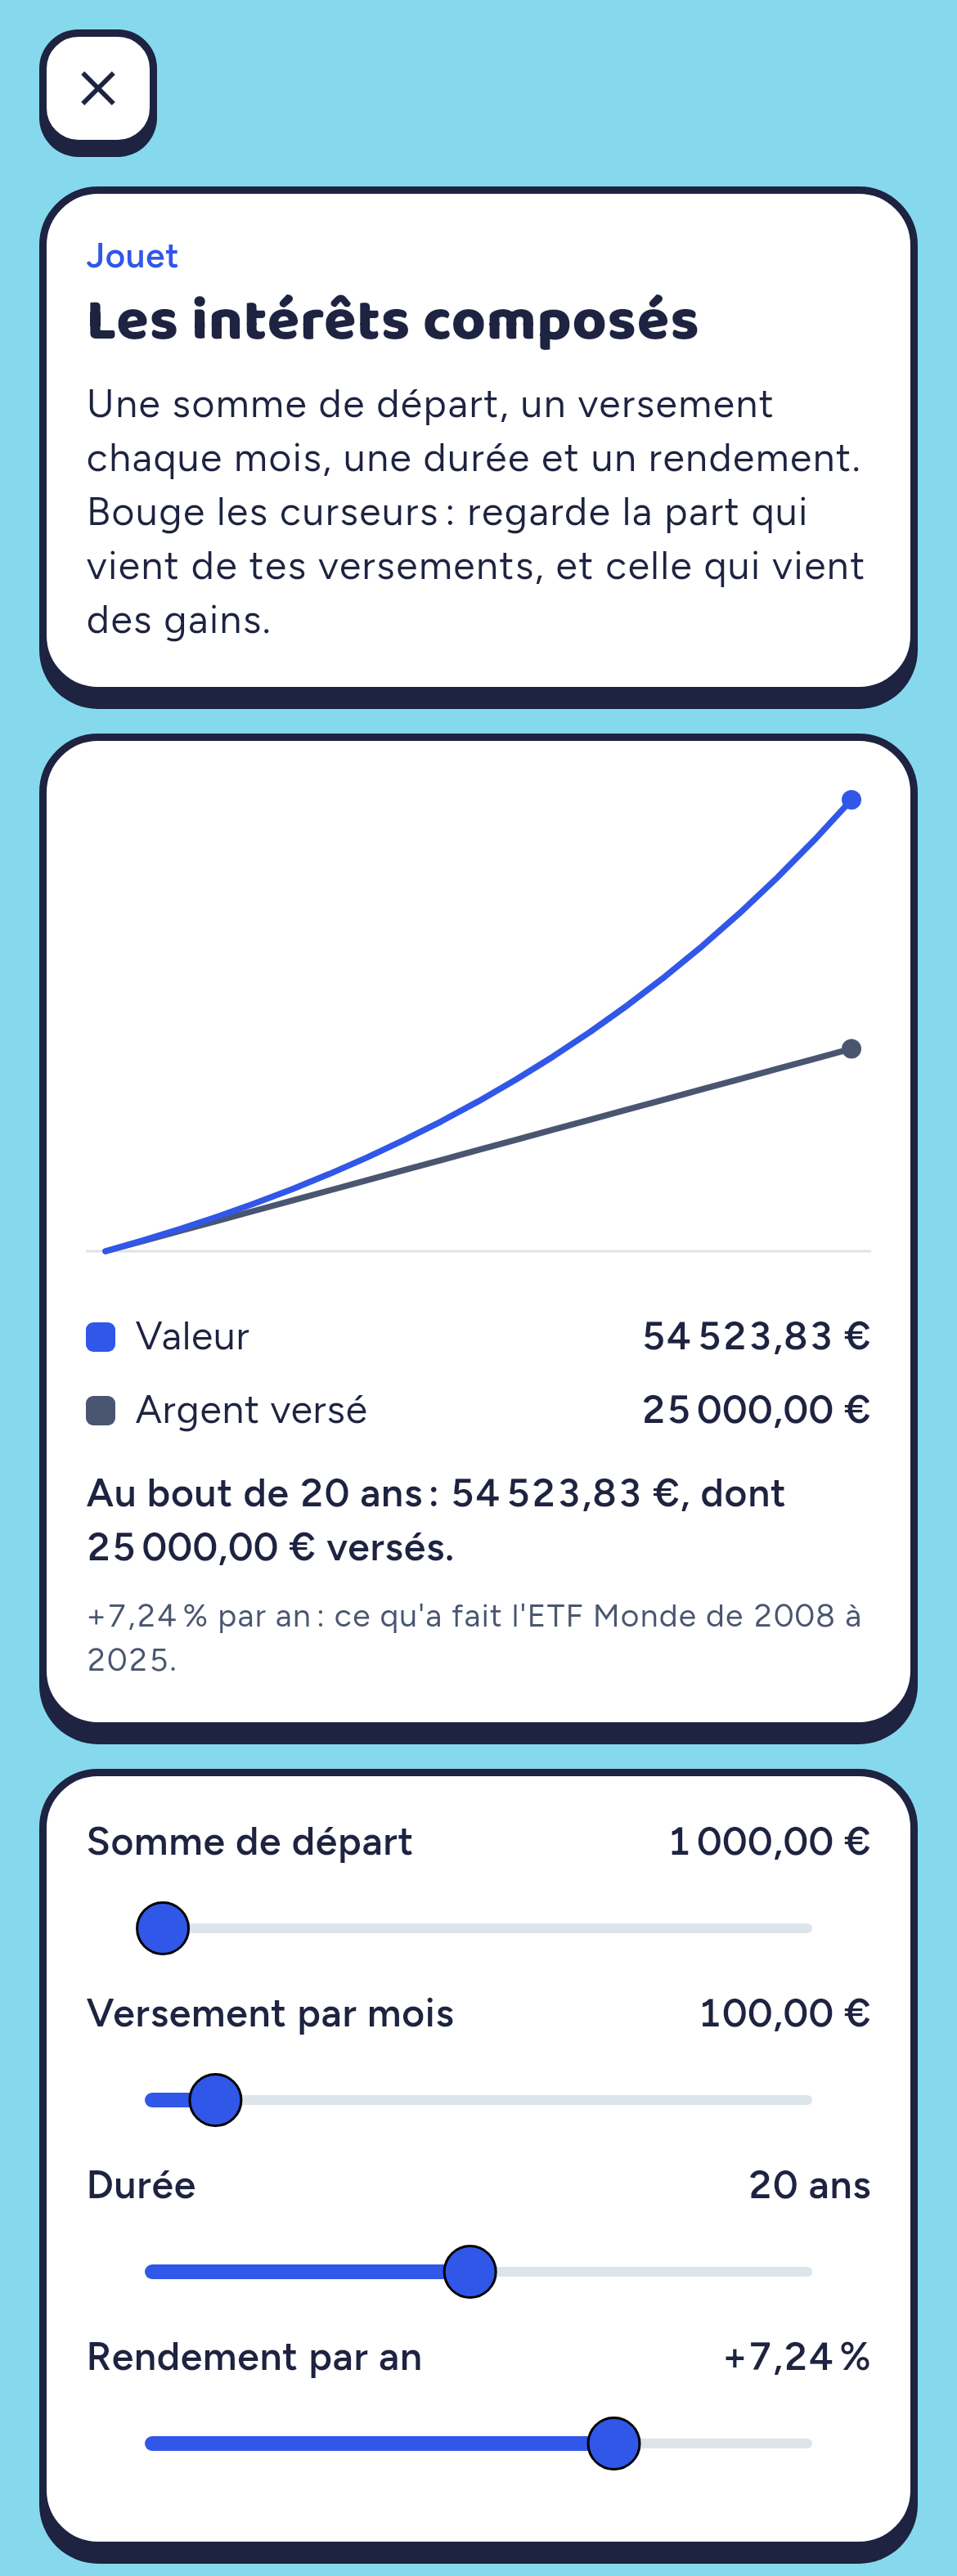 Jouet
Les intérêts composés
Une somme de départ, un versement
chaque mois, une durée et un rendement.
Bouge les curseurs : regarde la part qui
vient de tes versements, et celle qui vient
des gains.
Valeur 54 523,83 €
Argent versé 25 000,00 €
Au bout de 20 ans : 54 523,83 €, dont
25 000,00 € versés.
+7,24 % par an : ce qu'a fait l'ETF Monde de 2008 à
2025.
Somme de départ 1 000,00 €
Versement par mois 100,00 €
Durée 20 ans
Rendement par an +7,24 %